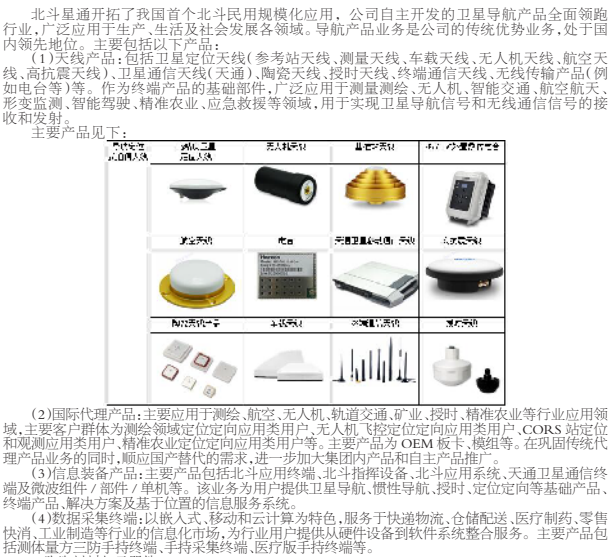 北斗星通开拓了我国首个北斗民用规模化应用，公司自主开发的卫星导航产品全面领跑
行业，广泛应用于生产、生活及社会发展各领域。导航产品业务是公司的传统优势业务，处于国
内领先地位。主要包括以下产品：
(1)天线产品：包括卫星定位天线(参考站天线、测量天线、车载天线、无人机天线、航空天
线、高抗震天线)、卫星通信天线(天通)、陶瓷天线、授时天线、终端通信天线、无线传输产品(例
如电台等)等。作为终端产品的基础部件，广泛应用于测量测绘、无人机、智能交通、航空航天、
形变监测、智能驾驶、精准农业、应急救援等领域，用于实现卫星导航信号和无线通信信号的接
收和发射。
主要产品见下：
无人机天线
航空天线 电台
车载天线
(2)国际代理产品：主要应用于测绘、航空、无人机、轨道交通、矿业、授时、精准农业等行业应用领
域，主要客户群体为测绘领域定位定向应用类用户、无人机飞控定位定向应用类用户、CORS 站定位
和观测应用类用户、精准农业定位定向应用类用户等。主要产品为 OEM 板卡、模组等。在巩固传统代
理产品业务的同时，顺应国产替代的需求，进一步加大集团内产品和自主产品推广。
(3)信息装备产品：主要产品包括北斗应用终端、北斗指挥设备、北斗应用系统、天通卫星通信终
端及微波组件 / 部件 / 单机等。该业务为用户提供卫星导航、惯性导航、授时、定位定向等基础产品、
终端产品、解决方案及基于位置的信息服务系统。
(4)数据采集终端：以嵌入式、移动和云计算为特色，服务于快递物流、仓储配送、医疗制药、零售
快消、工业制造等行业的信息化市场，为行业用户提供从硬件设备到软件系统整合服务。主要产品包
括测体量方三防手持终端、手持采集终端、医疗版手持终端等。